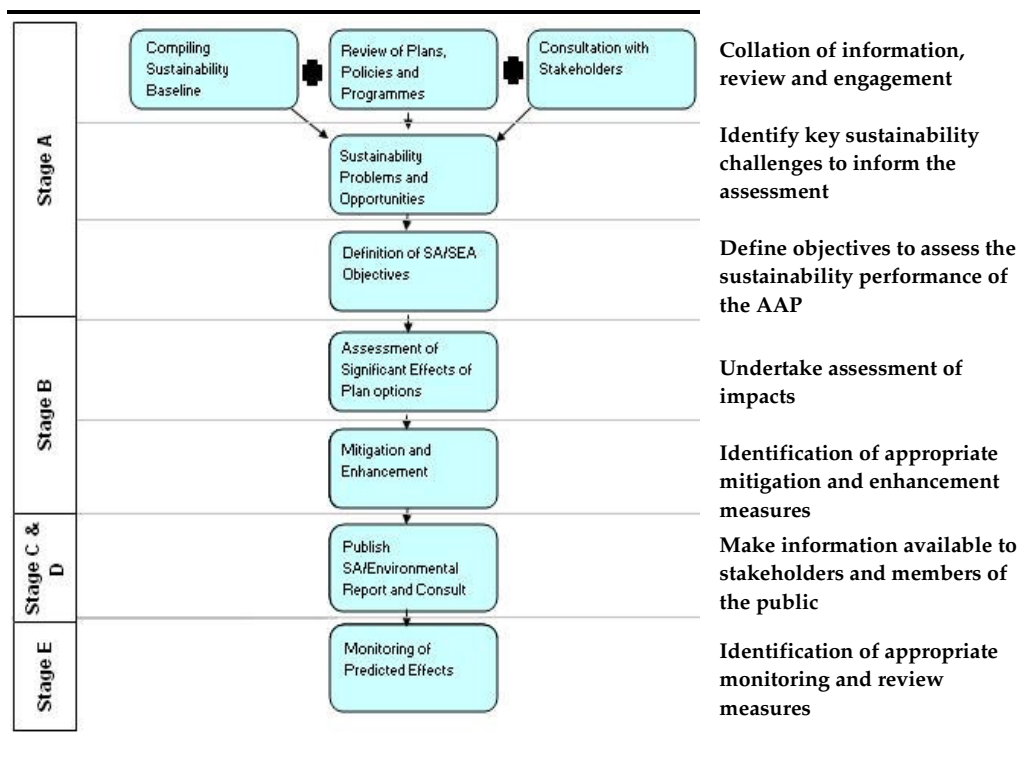 Stage A
Compiling
Sustainability
Baseline
Review of Plans,
Policies and
Programmes
Consultation with
Stakeholders
Collation of information,
review and engagement
Sustainability
Problems and
Opportunities
Identify key sustainability
challenges to inform the
assessment
Definition of SA/SEA
Objectives
Define objectives to assess the
sustainability performance of
the AAP
Stage B
Assessment of
Significant Effects of
Plan options
Undertake assessment of
impacts
Mitigation and
Enhancement
Identification of appropriate
mitigation and enhancement
measures
Stage C &
D
Publish
SA/Environmental
Report and Consult
Make information available to
stakeholders and members of
the public
Stage E
Monitoring of
Predicted Effects
Identification of appropriate
monitoring and review
measures